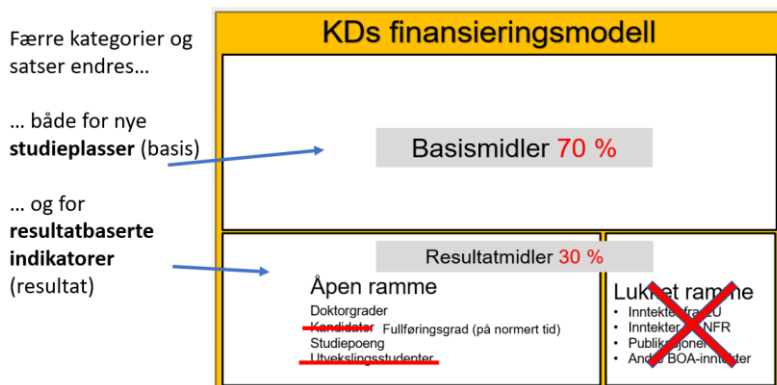 Færre kategorier og
satser endres...
... både for nye
studieplasser (basis)
... og for
resultatbaserte
indikatorer
(resultat)
KDs finansieringsmodell
Basismidler 70 %
Resultatmidler 30 %
Åpen ramme
Doktorgrader
Kandidater Fullføringsgrad (på normert tid)
Studiepoeng
Utvekslingsstudenter
Lukket ramme
• Inntekter fra EU
• Inntekter NFR
• Publikasjoner
• Andre BOA-inntekter